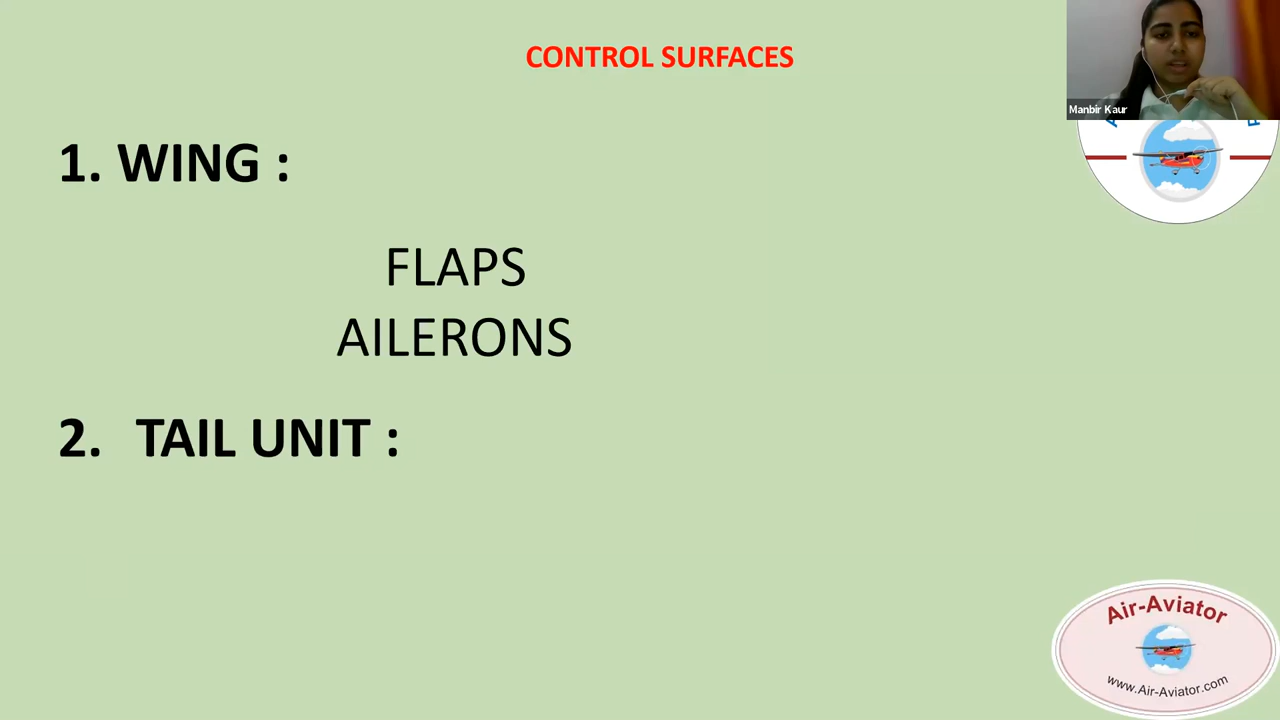 CONTROL SURFACES
Manbir Kaur
1. WING :
FLAPS
AILERONS
2. TAIL UNIT :
Air-Aviator
www.Air-Aviator.com